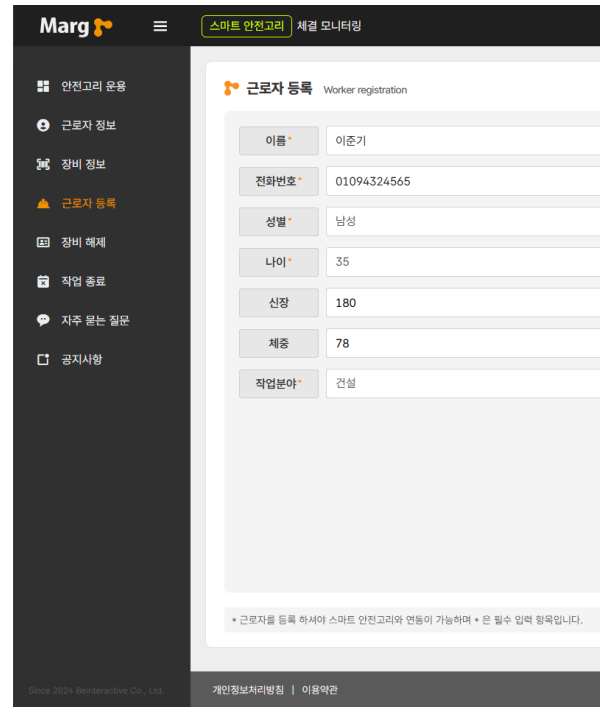 Marg
스마트 안전고리 체결 모니터링
안전고리 운용
근로자 정보
장비 정보
근로자 등록
장비 해제
작업 종료
자주 묻는 질문
공지사항
근로자 등록 Worker registration
이름* 이준기
전화번호* 01094324565
성별* 남성
나이* 35
신장 180
체중 78
작업분야* 건설
* 근로자를 등록 하셔야 스마트 안전고리와 연동이 가능하며 * 은 필수 입력 항목입니다.
Since 2024 Beinteractive Co., Ltd.
개인정보처리방침 | 이용약관